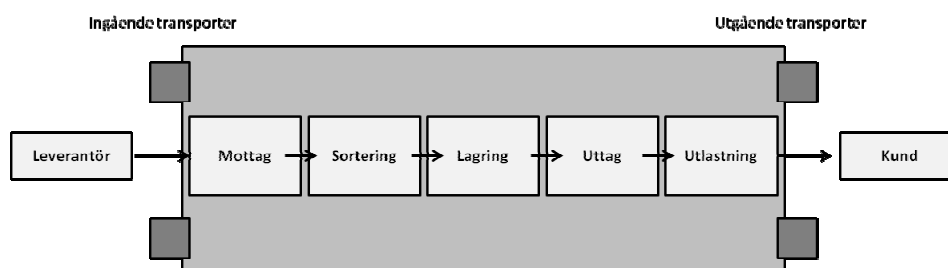 Ingående transporter
Utgående transporter
Leverantör
Mottag
Sortering
Lagring
Uttag
Utlastning
Kund